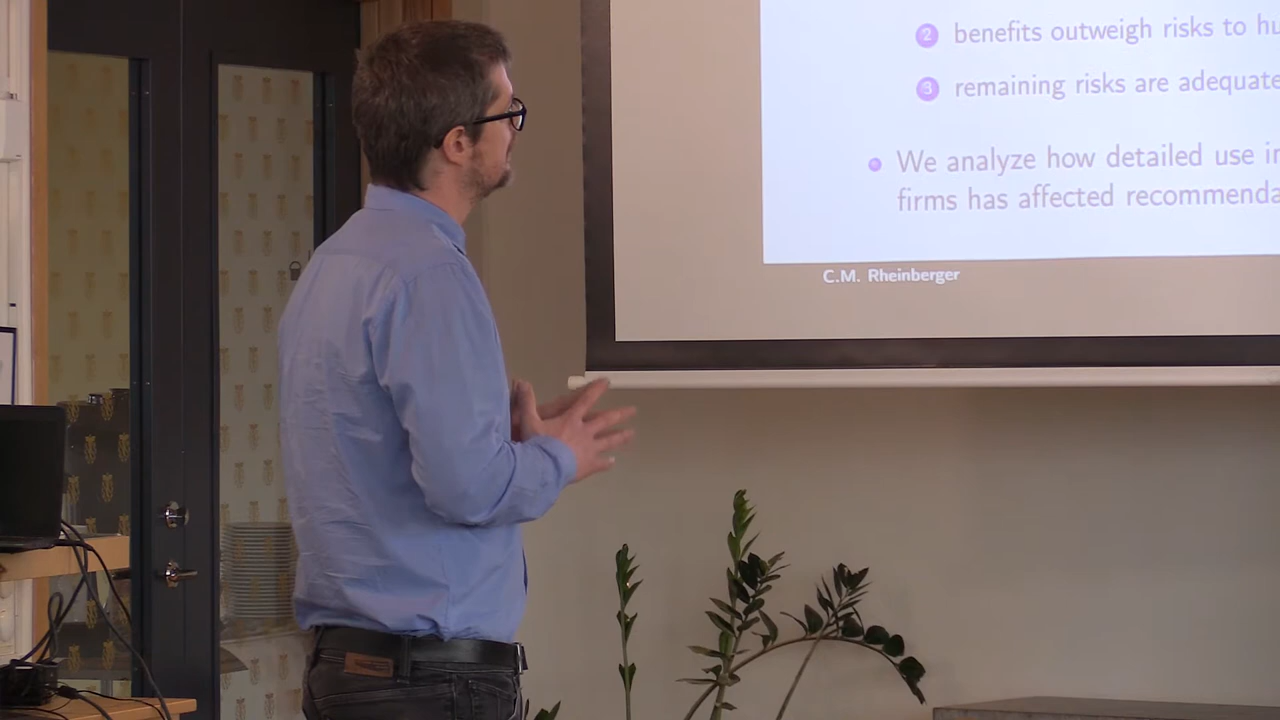 2 benefits outweigh risks to hu
3 remaining risks are adequate
We analyze how detailed use in
firms has affected recommenda
C.M. Rheinberger